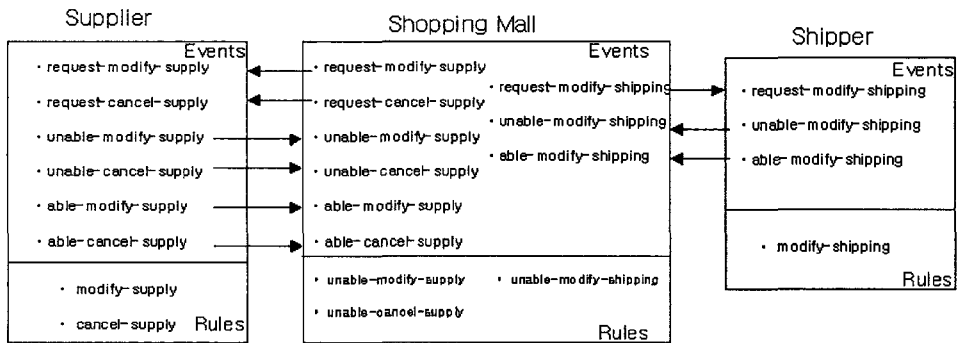 Supplier
Events
· request-modify-supply
· request-cancel-supply
· unable-modify-supply
· unable-cancel-supply
· able-modify-supply
· able-cancel-supply
· modify-supply
· cancel-supply
Rules
Shopping Mall
Events
· request-modify-supply
· request-cancel-supply
· unable-modify-supply
· unable-cancel-supply
· able-modify-supply
· able-cancel-supply
· request-modify-shipping
· unable-modify-shipping
· able-modify-shipping
· unable-modify-supply
· unable-cancel-supply
· unable-modify-shipping
Rules
Shipper
Events
· request-modify-shipping
· unable-modify-shipping
· able-modify-shipping
· modify-shipping
Rules